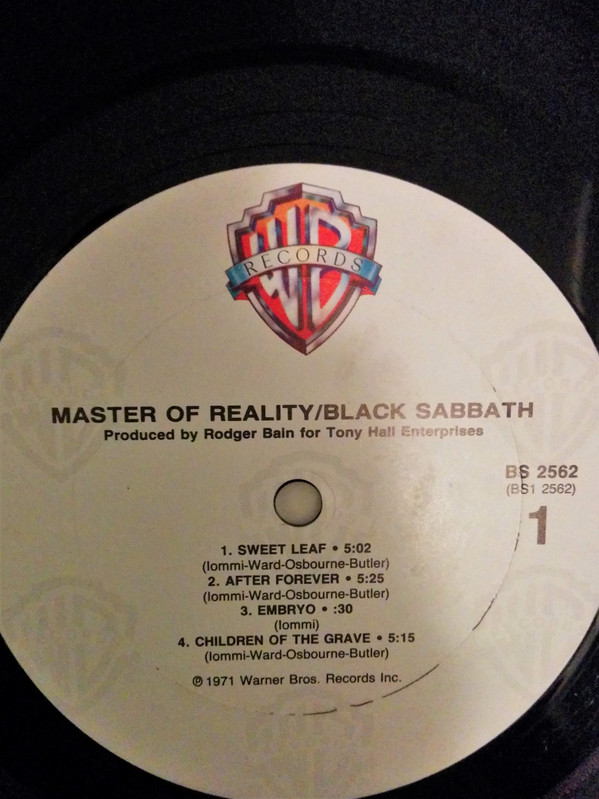 WB
RECORDS
MASTER OF REALITY/BLACK SABBATH
Produced by Rodger Bain for Tony Hall Enterprises
BS 2562
(BS1 2562)
1
1. SWEET LEAF • 5:02
(Iommi-Ward-Osbourne-Butler)
2. AFTER FOREVER • 5:25
(Iommi-Ward-Osbourne-Butler)
3. EMBRYO • :30
(Iommi)
4. CHILDREN OF THE GRAVE • 5:15
(Iommi-Ward-Osbourne-Butler)
℗ 1971 Warner Bros. Records Inc.